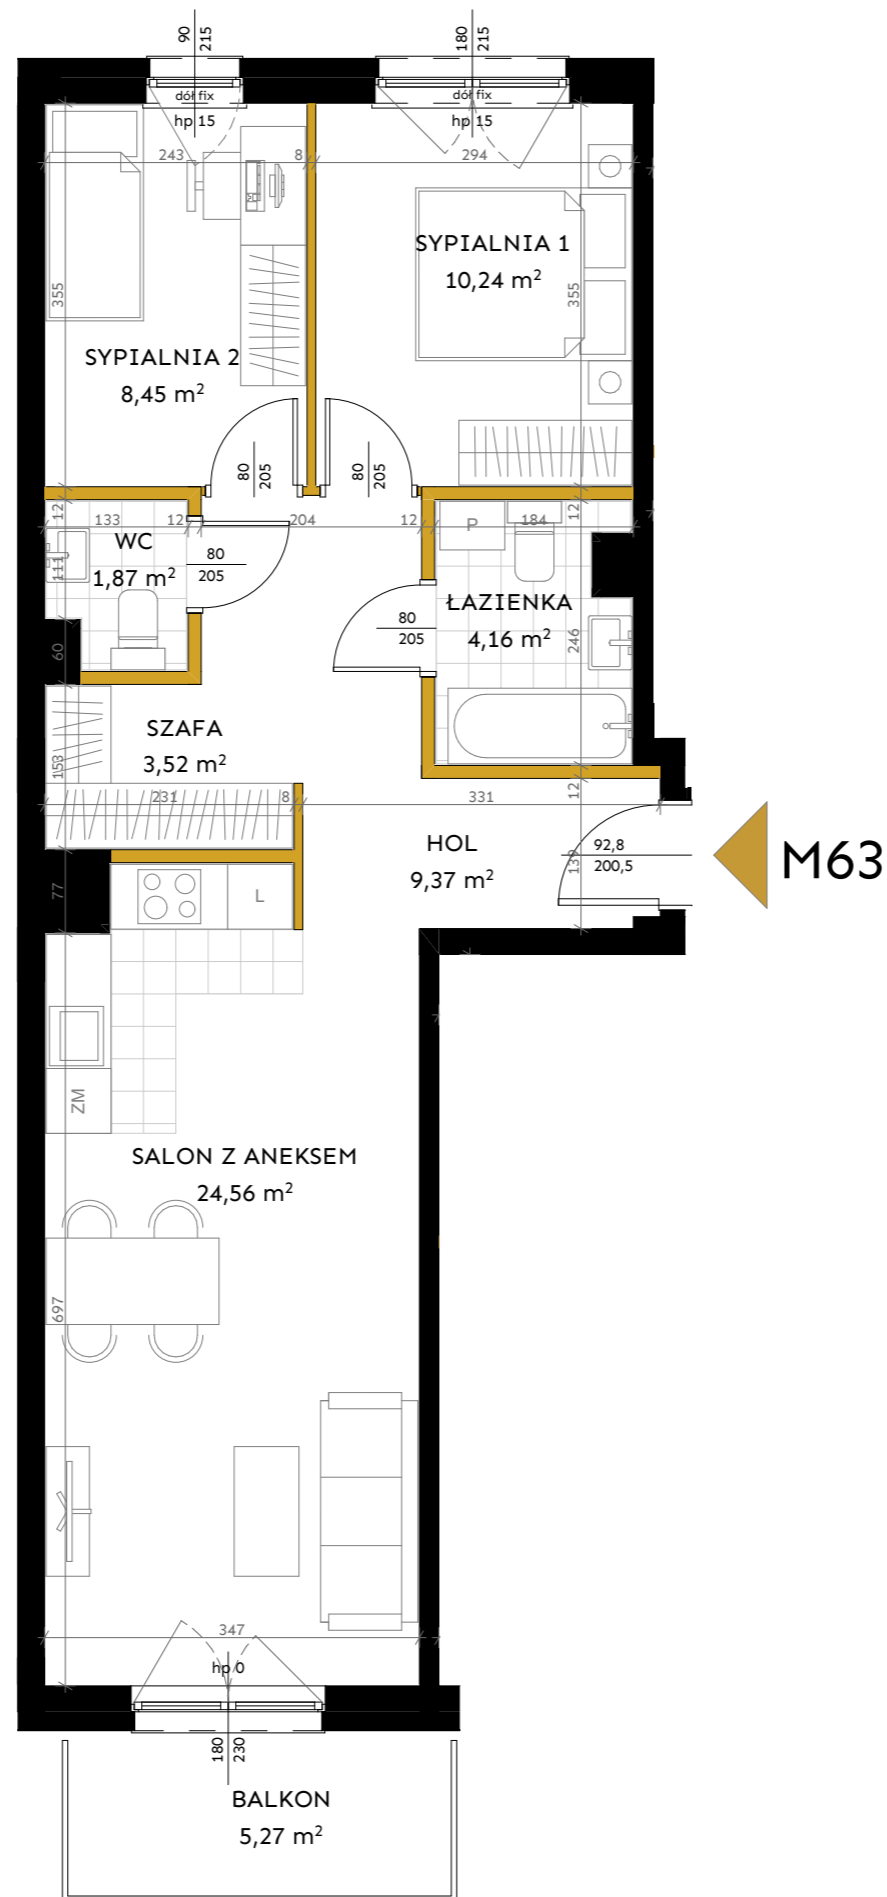 90
215
180
215
dół fix
hp 15
dół fix
hp 15
243
8
294
SYPIALNIA 1
10,24 m²
355
355
SYPIALNIA 2
8,45 m²
80
205
80
205
12
133
12
204
12
184
12
P
WC
1,87 m²
111
80
205
ŁAZIENKA
4,16 m²
80
205
246
60
SZAFA
3,52 m²
153
231
8
331
12
HOL
9,37 m²
139
92,8
200,5
M63
77
L
ZM
SALON Z ANEKSEM
24,56 m²
697
347
hp 0
180
230
BALKON
5,27 m²